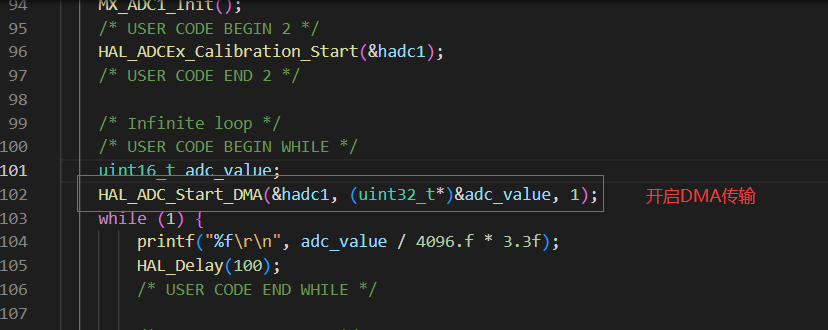 94 MX_ADC1_Init();
95 /* USER CODE BEGIN 2 */
96 HAL_ADCEx_Calibration_Start(&hadc1);
97 /* USER CODE END 2 */
98
99 /* Infinite loop */
100 /* USER CODE BEGIN WHILE */
101 uint16_t adc_value;
102 HAL_ADC_Start_DMA(&hadc1, (uint32_t*)&adc_value, 1); 开启DMA传输
103 while (1) {
104 printf("%f\r\n", adc_value / 4096.f * 3.3f);
105 HAL_Delay(100);
106 /* USER CODE END WHILE */
107